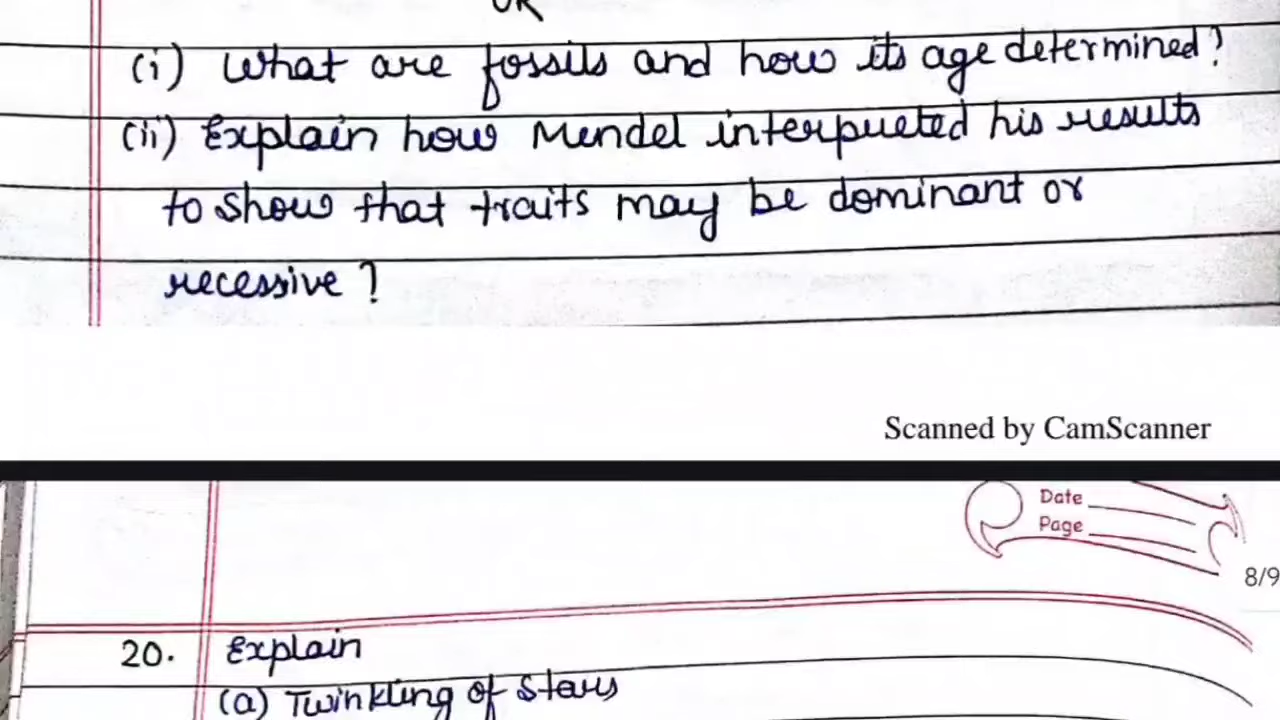 OR
(i) What are fossils and how its age determined?
(ii) Explain how Mendel interpreted his results
to show that traits may be dominant or
recessive?
Scanned by CamScanner
Date
Page
8/9
20. Explain
(a) Twinkling of Stars